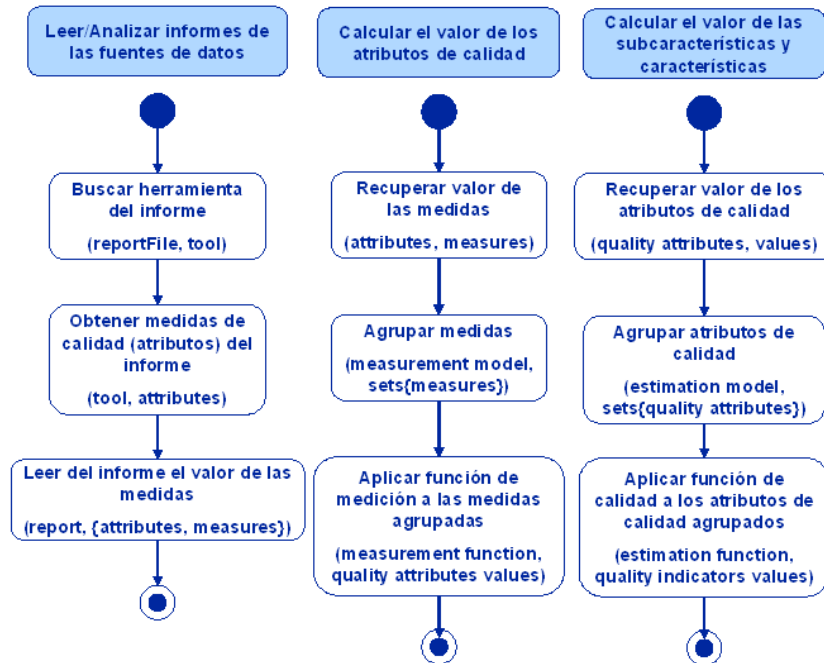 Leer/Analizar informes de
las fuentes de datos
Buscar herramienta
del informe
(reportFile, tool)
Obtener medidas de
calidad (atributos) del
informe
(tool, attributes)
Leer del informe el valor de las
medidas
(report, {attributes, measures})
Calcular el valor de los
atributos de calidad
Recuperar valor de
las medidas
(attributes, measures)
Agrupar medidas
(measurement model,
sets{measures})
Aplicar función de
medición a las medidas
agrupadas
(measurement function,
quality attributes values)
Calcular el valor de las
subcaracterísticas y
características
Recuperar valor de los
atributos de calidad
(quality attributes, values)
Agrupar atributos de
calidad
(estimation model,
sets{quality attributes})
Aplicar función de
calidad a los atributos de
calidad agrupados
(estimation function,
quality indicators values)